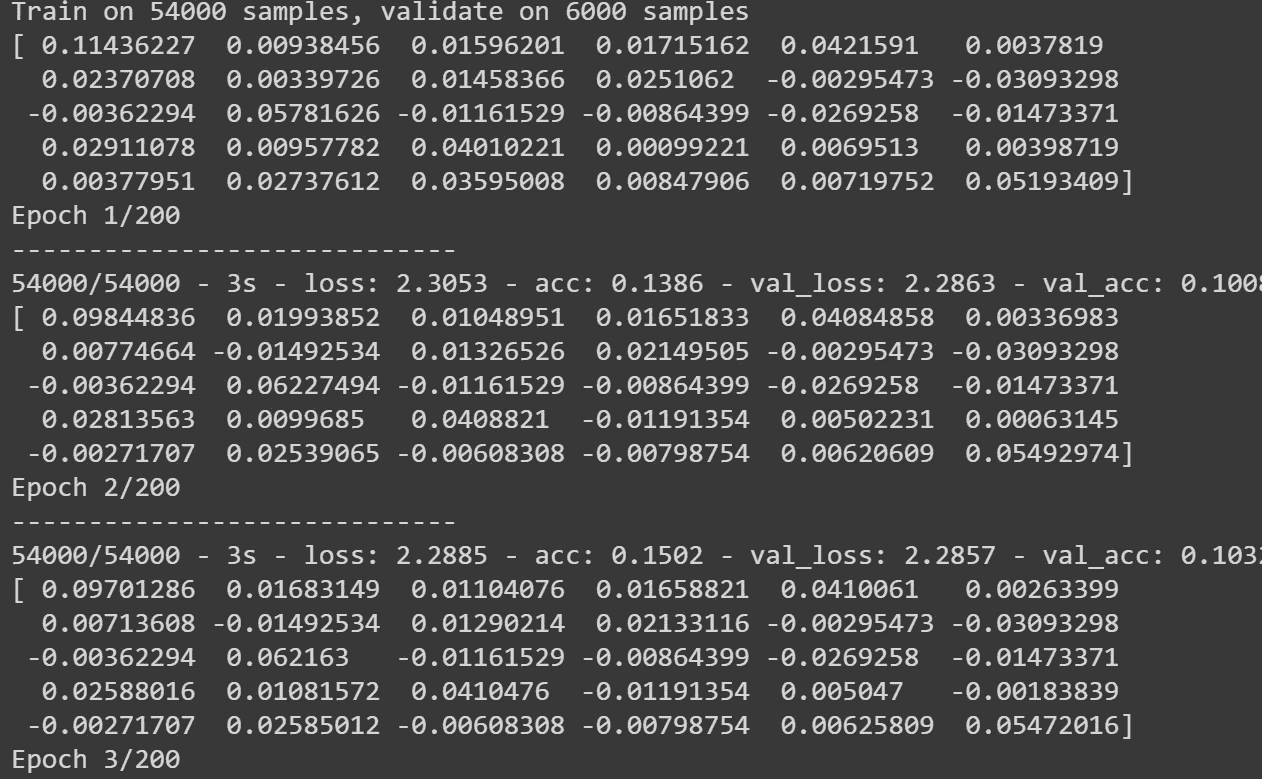 Train on 54000 samples, validate on 6000 samples
[ 0.11436227 0.00938456 0.01596201 0.01715162 0.0421591 0.0037819
0.02370708 0.00339726 0.01458366 0.0251062 -0.00295473 -0.03093298
-0.00362294 0.05781626 -0.01161529 -0.00864399 -0.0269258 -0.01473371
0.02911078 0.00957782 0.04010221 0.00099221 0.0069513 0.00398719
0.00377951 0.02737612 0.03595008 0.00847906 0.00719752 0.05193409]
Epoch 1/200
-----------------------------
54000/54000 - 3s - loss: 2.3053 - acc: 0.1386 - val_loss: 2.2863 - val_acc: 0.1008
[ 0.09844836 0.01993852 0.01048951 0.01651833 0.04084858 0.00336983
0.00774664 -0.01492534 0.01326526 0.02149505 -0.00295473 -0.03093298
-0.00362294 0.06227494 -0.01161529 -0.00864399 -0.0269258 -0.01473371
0.02813563 0.0099685 0.0408821 -0.01191354 0.00502231 0.00063145
-0.00271707 0.02539065 -0.00608308 -0.00798754 0.00620609 0.05492974]
Epoch 2/200
-----------------------------
54000/54000 - 3s - loss: 2.2885 - acc: 0.1502 - val_loss: 2.2857 - val_acc: 0.103
[ 0.09701286 0.01683149 0.01104076 0.01658821 0.0410061 0.00263399
0.00713608 -0.01492534 0.01290214 0.02133116 -0.00295473 -0.03093298
-0.00362294 0.062163 -0.01161529 -0.00864399 -0.0269258 -0.01473371
0.02588016 0.01081572 0.0410476 -0.01191354 0.005047 -0.00183839
-0.00271707 0.02585012 -0.00608308 -0.00798754 0.00625809 0.05472016]
Epoch 3/200